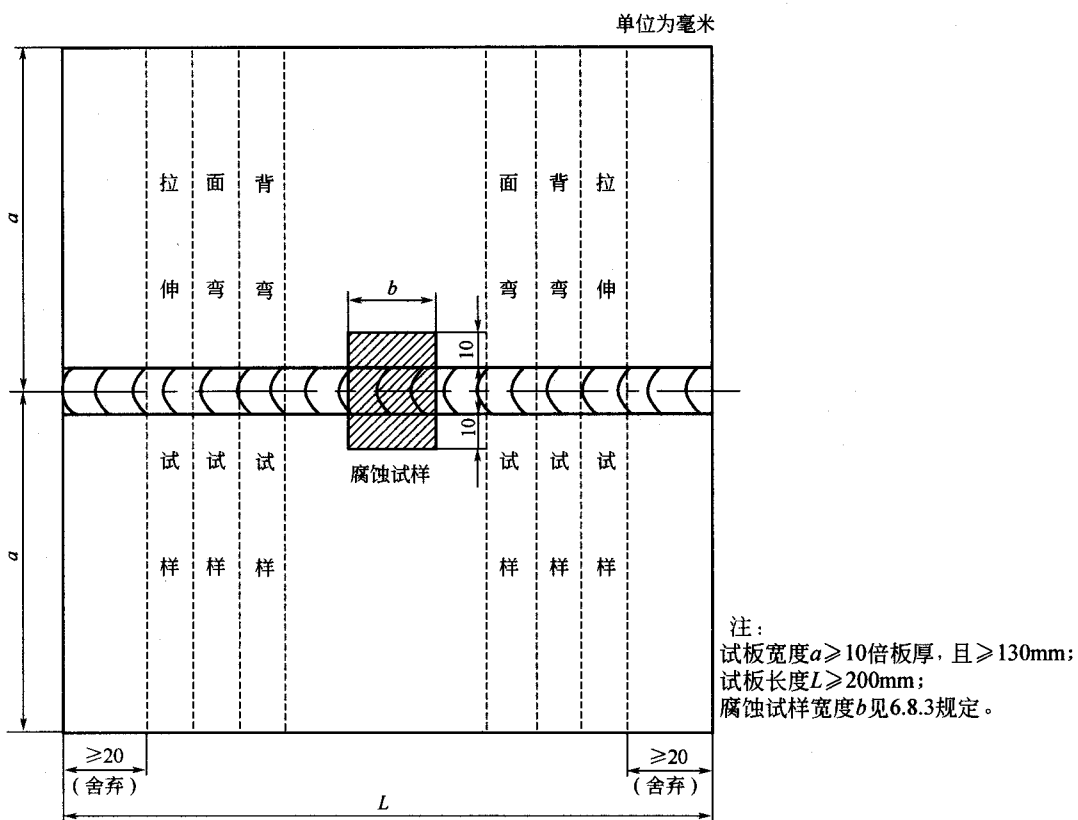 单位为毫米
a
拉伸试样
面弯试样
背弯试样
面弯试样
背弯试样
拉伸试样
b
10
10
腐蚀试样
a
≥20
(舍弃)
≥20
(舍弃)
L
注:
试板宽度a≥10倍板厚,且≥130mm;
试板长度L≥200mm;
腐蚀试样宽度b见6.8.3规定。